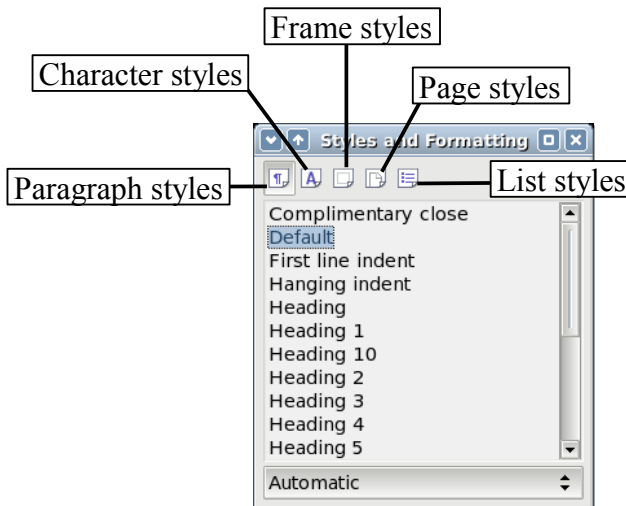 Frame styles
Character styles
Page styles
Styles and Formatting
Paragraph styles
List styles
Complimentary close
Default
First line indent
Hanging indent
Heading
Heading 1
Heading 10
Heading 2
Heading 3
Heading 4
Heading 5
Automatic